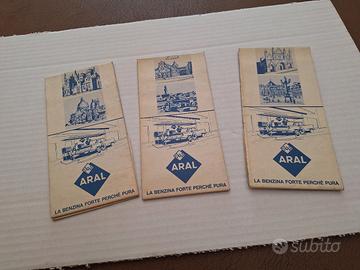 ARAL
LA BENZINA FORTE PERCHÉ PURA
ARAL
LA BENZINA FORTE PERCHÉ PURA
ARAL
LA BENZINA FORTE PERCHÉ PURA
subito